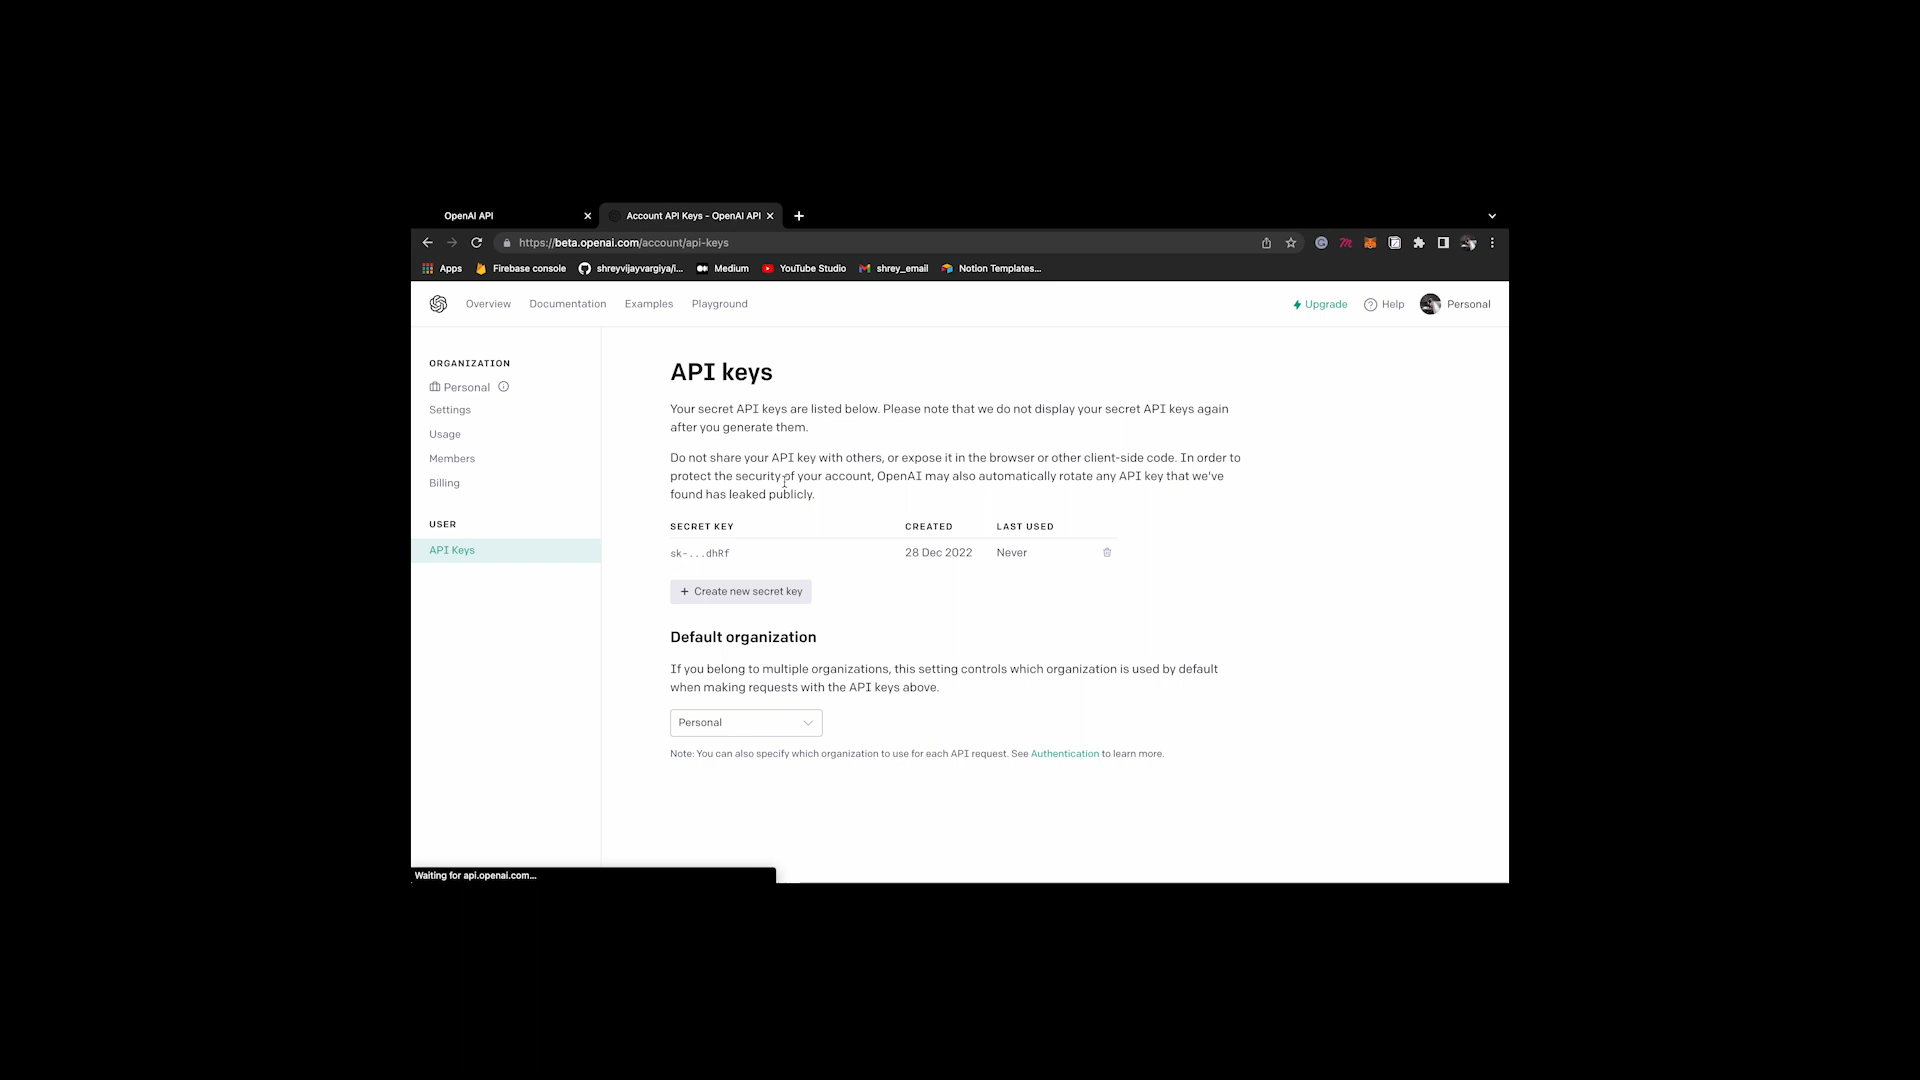 OpenAI API
Account API Keys - OpenAI API
https://beta.openai.com/account/api-keys
Apps
Firebase console
shreyvijayvargiya/i...
Medium
YouTube Studio
shrey_email
Notion Templates...
Overview
Documentation
Examples
Playground
Upgrade
Help
Personal
ORGANIZATION
Personal
Settings
Usage
Members
Billing
USER
API Keys
API keys
Your secret API keys are listed below. Please note that we do not display your secret API keys again
after you generate them.
Do not share your API key with others, or expose it in the browser or other client-side code. In order to
protect the security of your account, OpenAI may also automatically rotate any API key that we've
found has leaked publicly.
SECRET KEY CREATED LAST USED
sk-...dhRf 28 Dec 2022 Never
+ Create new secret key
Default organization
If you belong to multiple organizations, this setting controls which organization is used by default
when making requests with the API keys above.
Personal
Note: You can also specify which organization to use for each API request. See Authentication to learn more.
Waiting for api.openai.com...